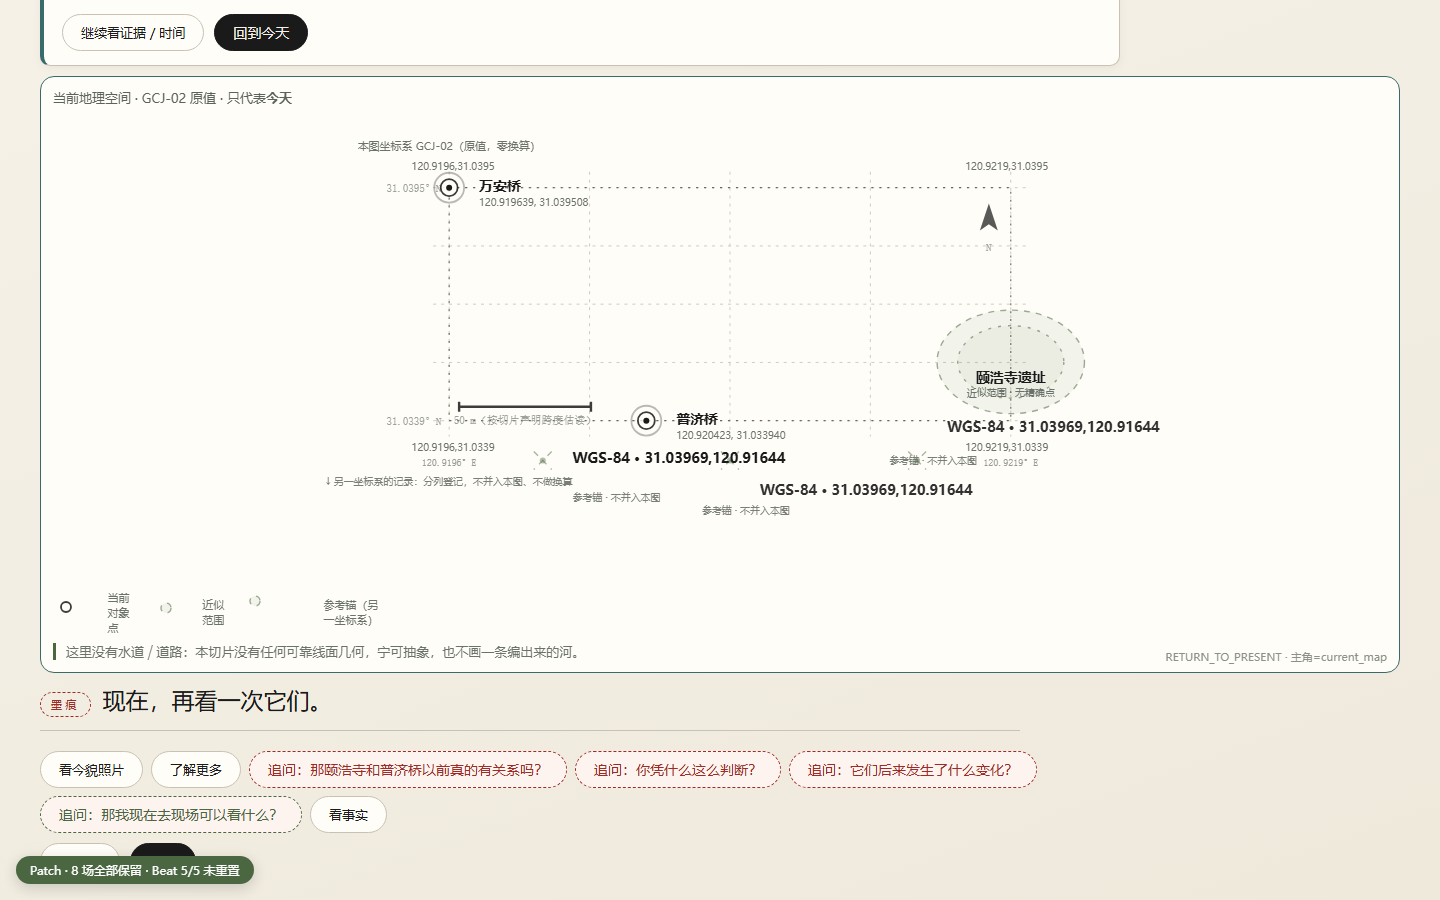 继续看证据 / 时间
回到今天
当前地理空间 · GCJ-02 原值 · 只代表今天
本图坐标系 GCJ-02（原值，零换算）
120.9196,31.0395
120.9219,31.0395
31.0395° N
万安桥
120.919639, 31.039508
N
颐浩寺遗址
近似范围 · 无精确点
WGS-84 • 31.03969,120.91644
50 m（按切片声明跨度估读）
31.0339° N
普济桥
120.920423, 31.033940
120.9196,31.0339
120.9219,31.0339
120.9196° E
WGS-84 • 31.03969,120.91644
参考锚 · 不并入本图
120.9219° E
↓ 另一坐标系的记录：分列登记，不并入本图、不做换算
WGS-84 • 31.03969,120.91644
参考锚 · 不并入本图
参考锚 · 不并入本图
当前
对象
点
近似
范围
参考锚（另
一坐标系）
这里没有水道 / 道路：本切片没有任何可靠线面几何，宁可抽象，也不画一条编出来的河。
RETURN_TO_PRESENT · 主角=current_map
墨痕
现在，再看一次它们。
看今貌照片
了解更多
追问：那颐浩寺和普济桥以前真的有关系吗？
追问：你凭什么这么判断？
追问：它们后来发生了什么变化？
追问：那我现在去现场可以看什么？
看事实
Patch · 8 场全部保留 · Beat 5/5 未重置